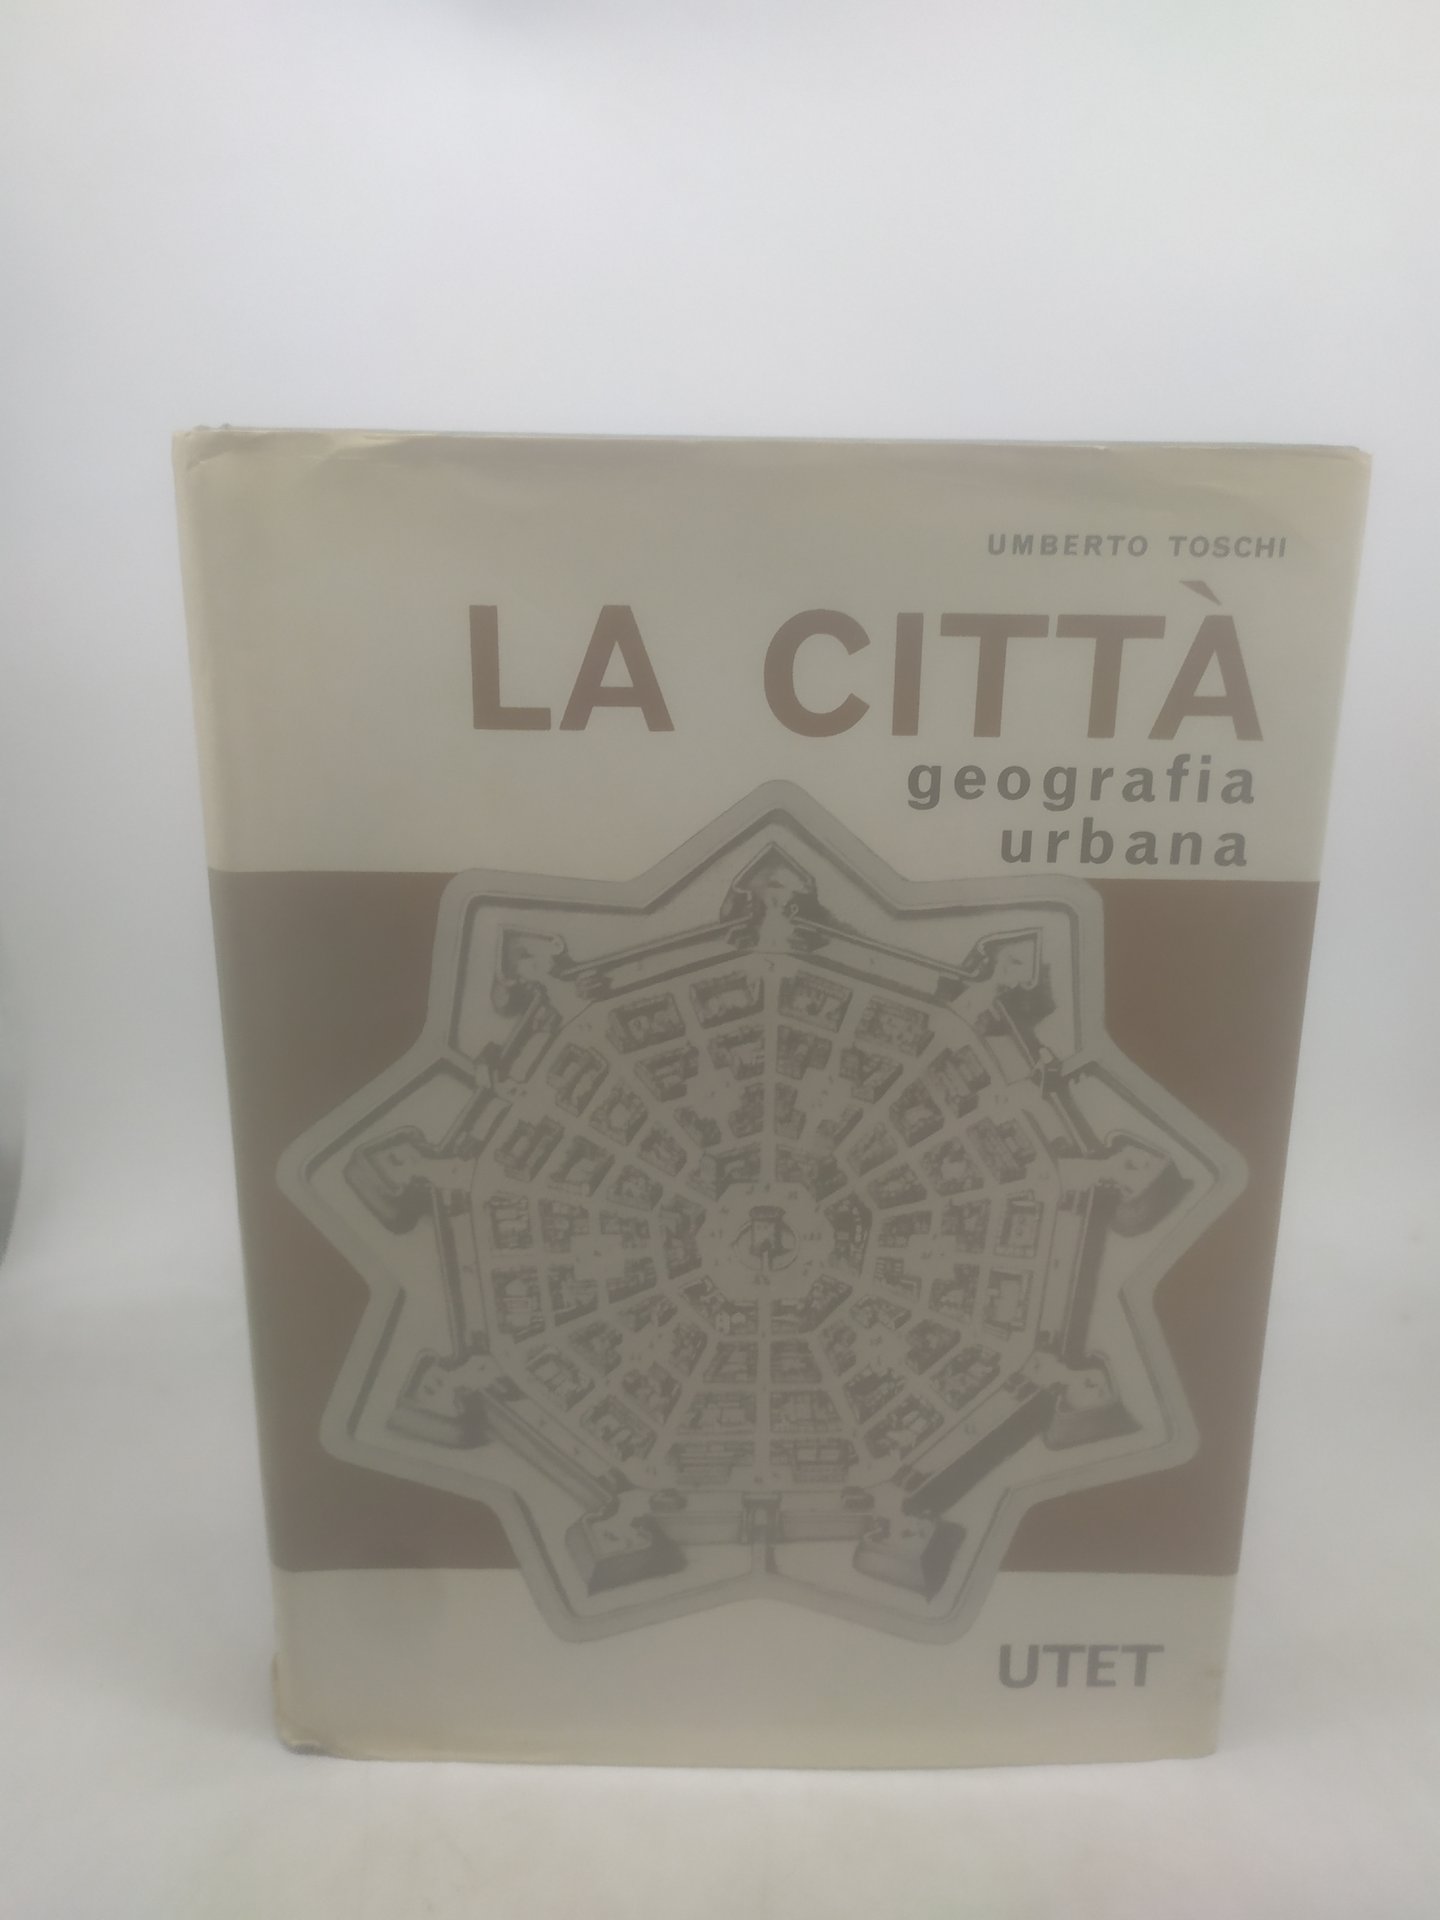 UMBERTO TOSCHI
LA CITTÀ
geografia
urbana
UTET